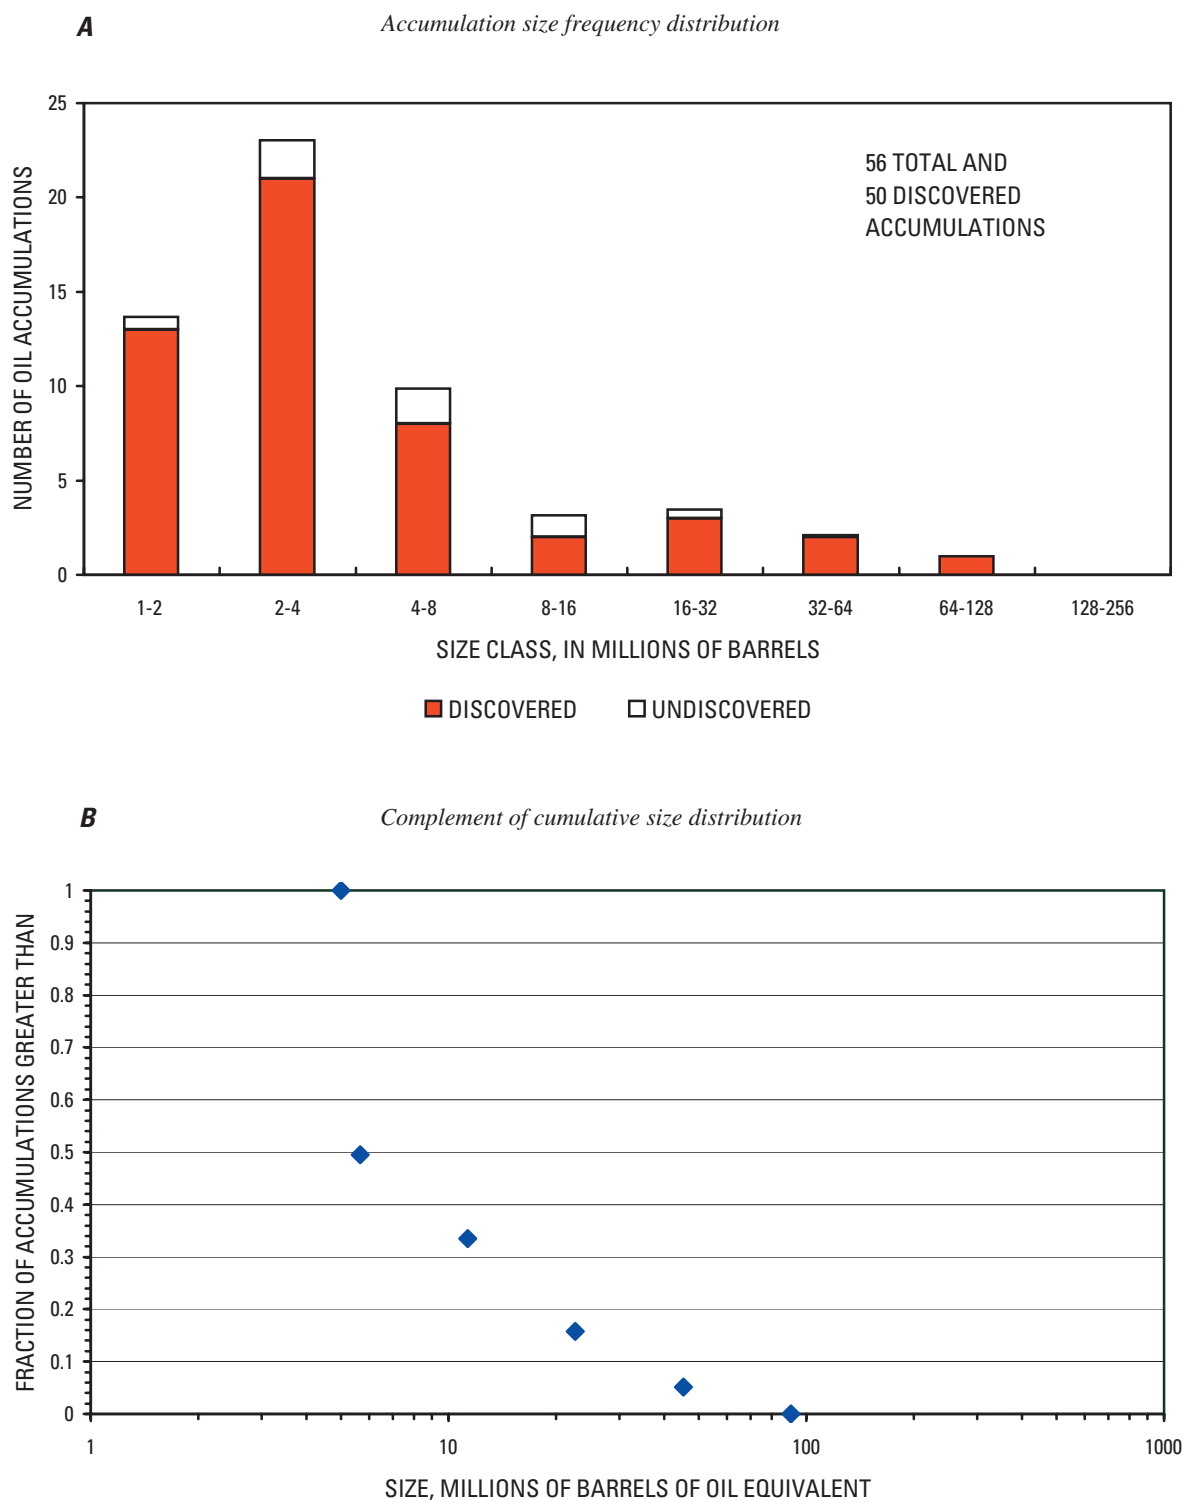 A
Accumulation size frequency distribution
25
20
15
10
5
0
NUMBER OF OIL ACCUMULATIONS
56 TOTAL AND
50 DISCOVERED
ACCUMULATIONS
1-2 2-4 4-8 8-16 16-32 32-64 64-128 128-256
SIZE CLASS, IN MILLIONS OF BARRELS
DISCOVERED UNDISCOVERED
B
Complement of cumulative size distribution
1
0.9
0.8
0.7
0.6
0.5
0.4
0.3
0.2
0.1
0
FRACTION OF ACCUMULATIONS GREATER THAN
1 10 100 1000
SIZE, MILLIONS OF BARRELS OF OIL EQUIVALENT